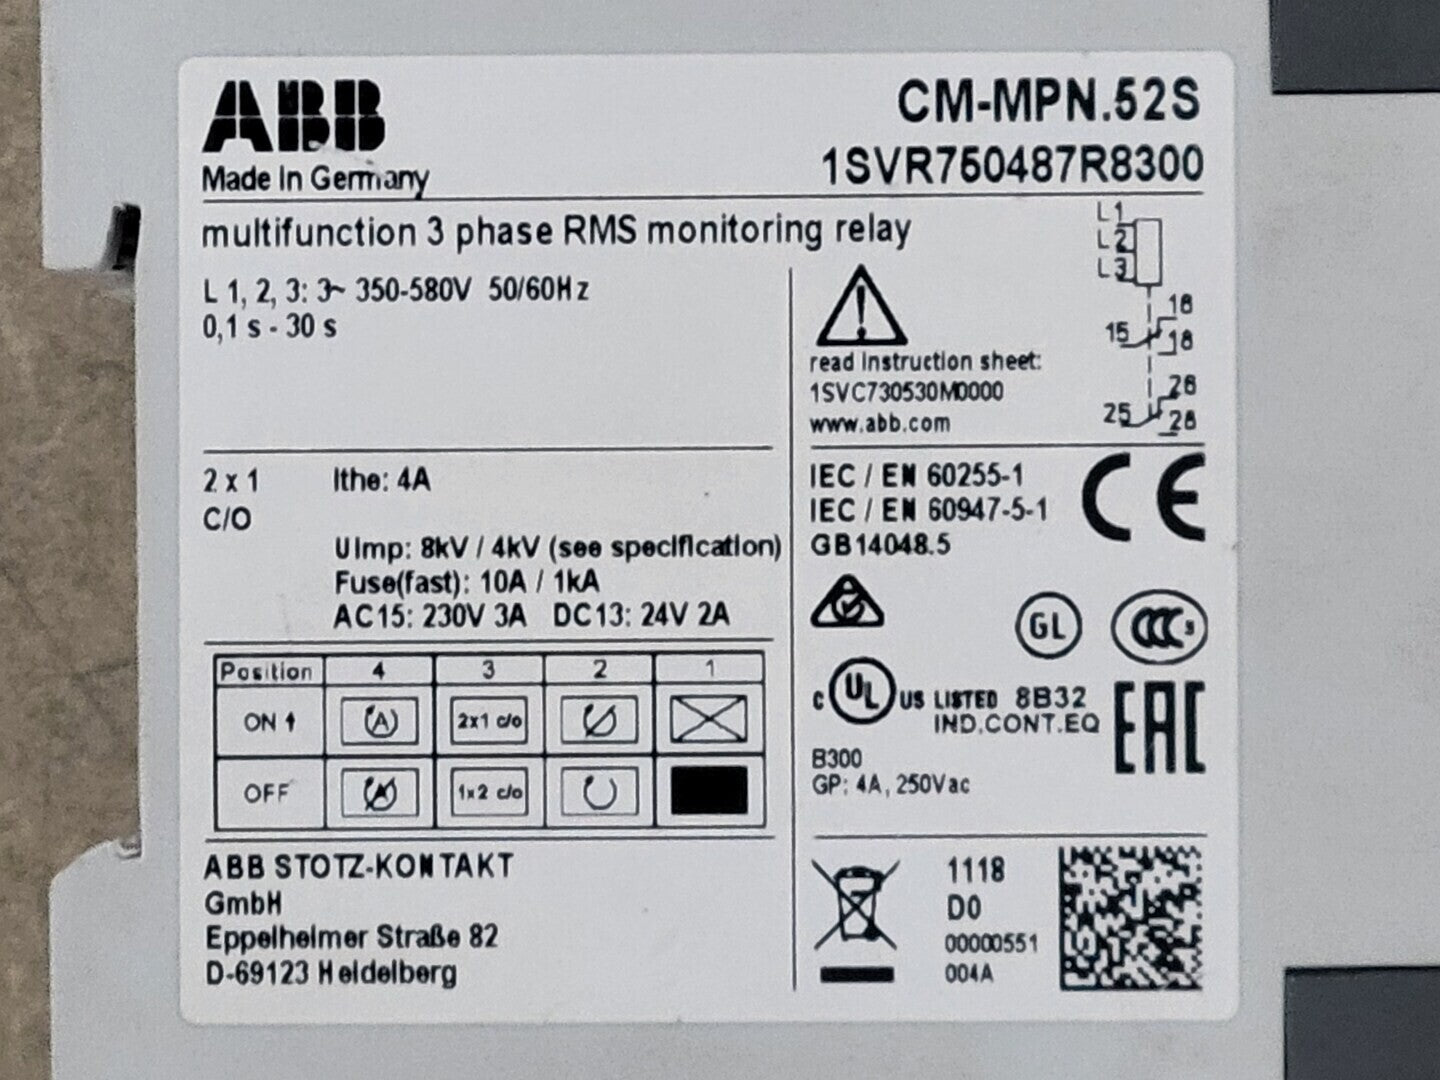 ABB
Made in Germany
CM-MPN.52S
1SVR750487R8300
multifunction 3 phase RMS monitoring relay
L 1, 2, 3: 3~ 350-580V 50/60Hz
0,1 s - 30 s
L1
L2
L3
15 16
18
25 26
28
read instruction sheet:
1SVC730530M0000
www.abb.com
2 x 1
C/O
Ithe: 4A
UImp: 8kV / 4kV (see specification)
Fuse(fast): 10A / 1kA
AC15: 230V 3A DC13: 24V 2A
IEC / EN 60255-1
IEC / EN 60947-5-1
GB14048.5
CE
GL
CCC S
C UL US LISTED 8B32
IND.CONT.EQ
EAC
B300
GP: 4A, 250Vac
Position 4 3 2 1
ON A 2x1 c/o
OFF A 1x2 c/o
ABB STOTZ-KONTAKT
GmbH
Eppelheimer Straße 82
D-69123 Heidelberg
1118
D0
00000551
004A